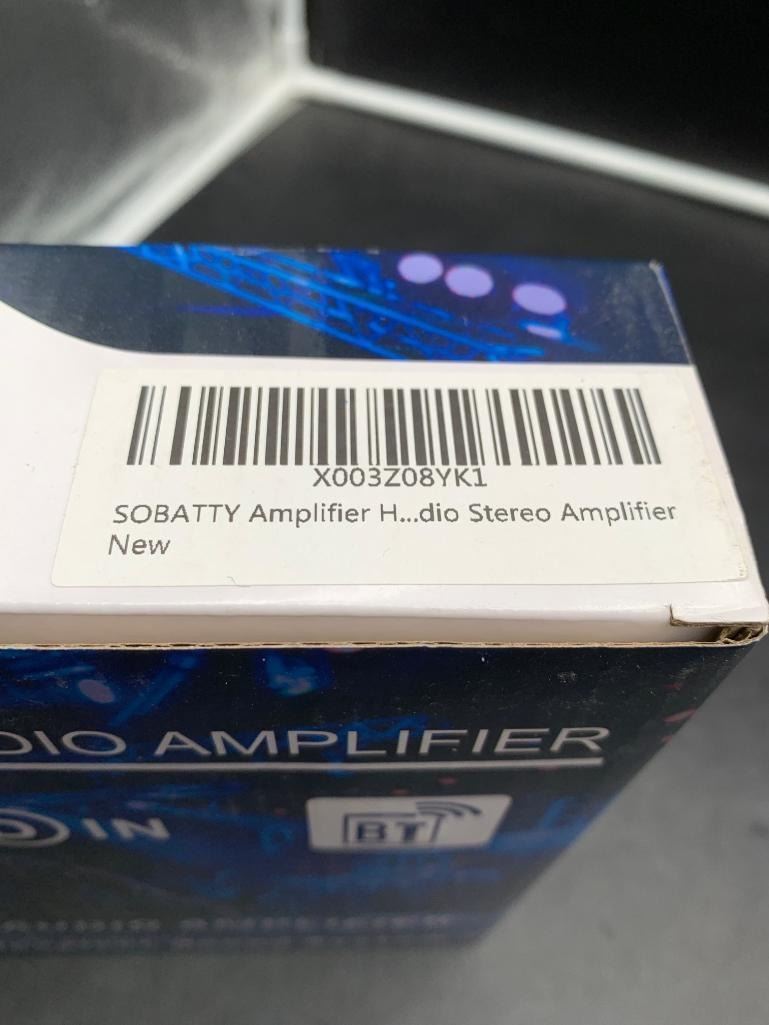 X003Z08YK1
SOBATTY Amplifier H...dio Stereo Amplifier
New
DIO AMPLIFIER
IN
BT